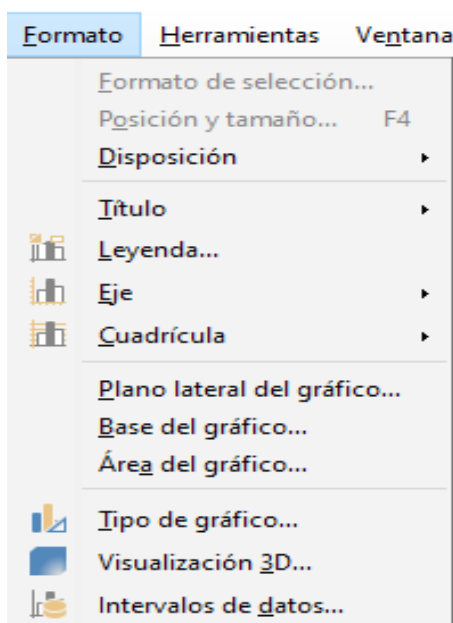 Formato Herramientas Ventana
Formato de selección...
Posición y tamaño... F4
Disposición
Título
Leyenda...
Eje
Cuadrícula
Plano lateral del gráfico...
Base del gráfico...
Área del gráfico...
Tipo de gráfico...
Visualización 3D...
Intervalos de datos...